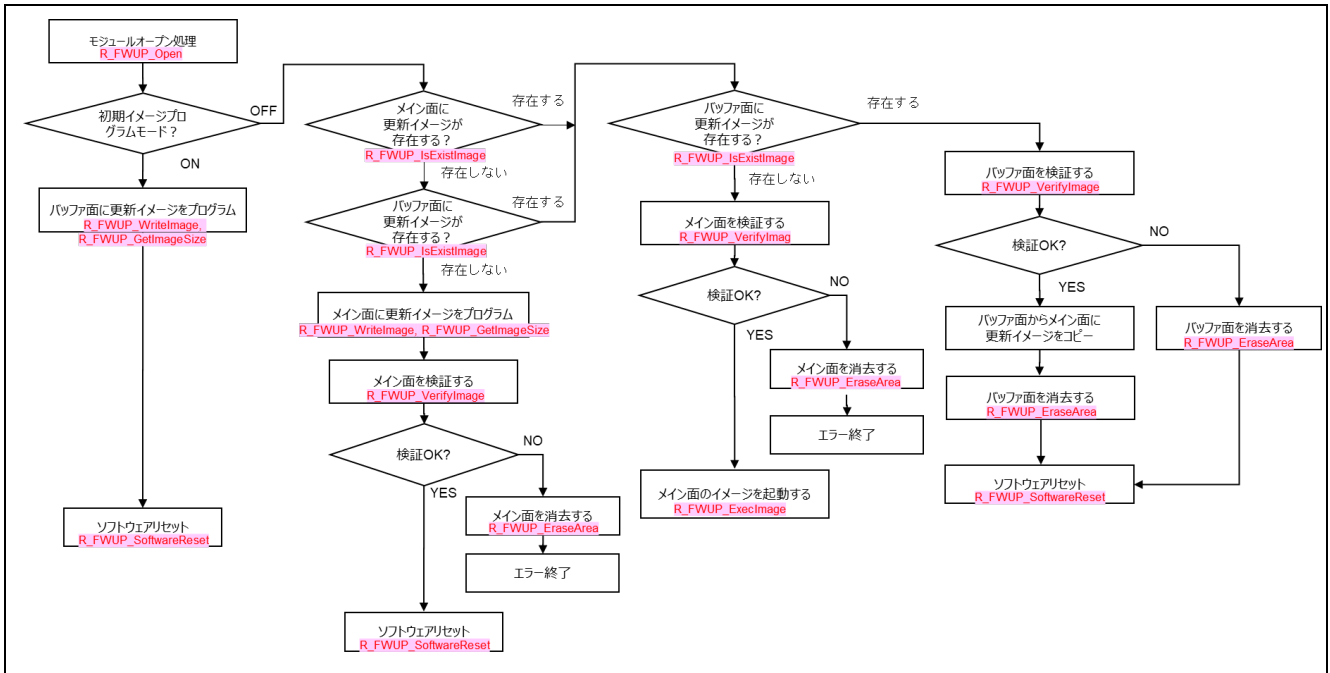 モジュールオープン処理
R_FWUP_Open
初期イメージプロ
グラムモード？
OFF
ON
バッファ面に更新イメージをプログラム
R_FWUP_WriteImage,
R_FWUP_GetImageSize
ソフトウェアリセット
R_FWUP_SoftwareReset
メイン面に
更新イメージが
存在する？
R_FWUP_IsExistImage
存在する
存在しない
バッファ面に
更新イメージが
存在する？
R_FWUP_IsExistImage
存在する
存在しない
メイン面に更新イメージをプログラム
R_FWUP_WriteImage, R_FWUP_GetImageSize
メイン面を検証する
R_FWUP_VerifyImage
検証OK?
NO
YES
メイン面を消去する
R_FWUP_EraseArea
エラー終了
ソフトウェアリセット
R_FWUP_SoftwareReset
バッファ面に
更新イメージが
存在する？
R_FWUP_IsExistImage
存在する
存在しない
メイン面を検証する
R_FWUP_VerifyImag
検証OK?
NO
YES
メイン面を消去する
R_FWUP_EraseArea
エラー終了
メイン面のイメージを起動する
R_FWUP_ExecImage
バッファ面を検証する
R_FWUP_VerifyImage
検証OK?
NO
YES
バッファ面からメイン面に
更新イメージをコピー
バッファ面を消去する
R_FWUP_EraseArea
バッファ面を消去する
R_FWUP_EraseArea
ソフトウェアリセット
R_FWUP_SoftwareReset